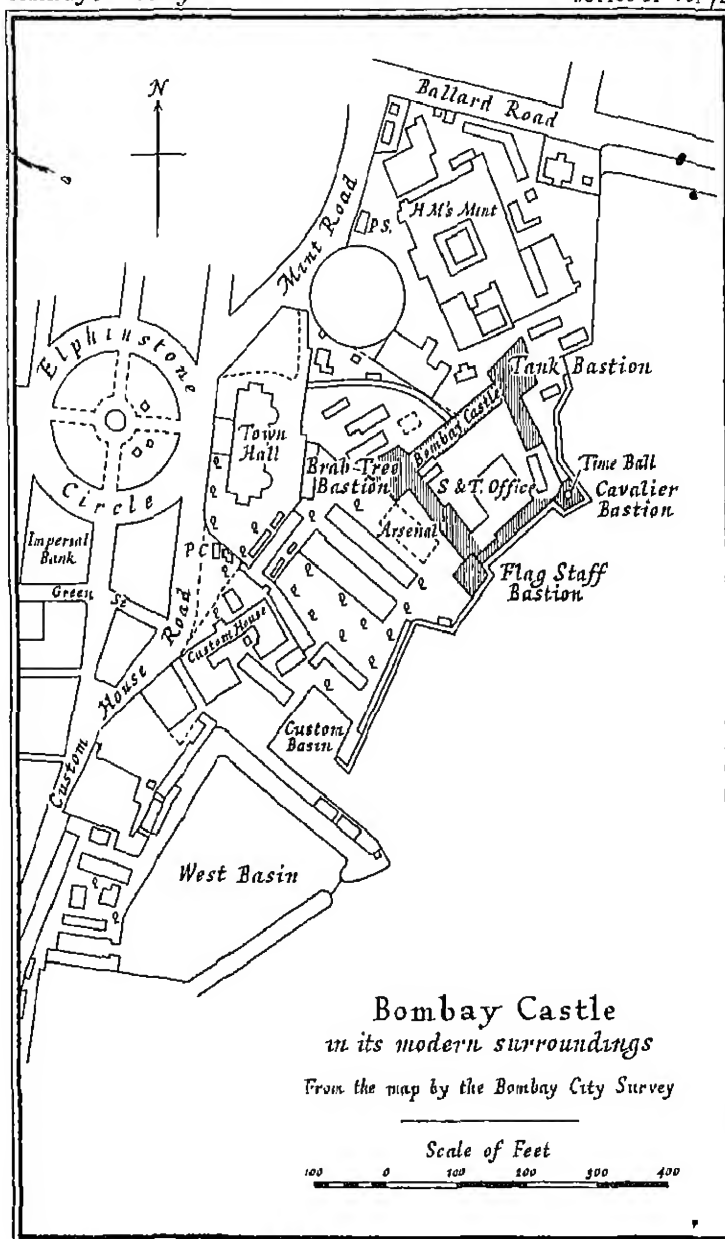 Ballard Road
N
Mint Road
H M's Mint
P S.
Elphinstone
Circle
Tank Bastion
Bombay Castle
Town
Hall
Brab Tree
Bastion
S & T. Office
Time Ball
Cavalier
Bastion
Arsenal
Imperial
Bank
P C
Flag Staff
Bastion
Green St
Custom House Road
Custom House
Custom
Basin
West Basin
Bombay Castle
in its modern surroundings
From the map by the Bombay City Survey
Scale of Feet
100 0 100 200 300 400